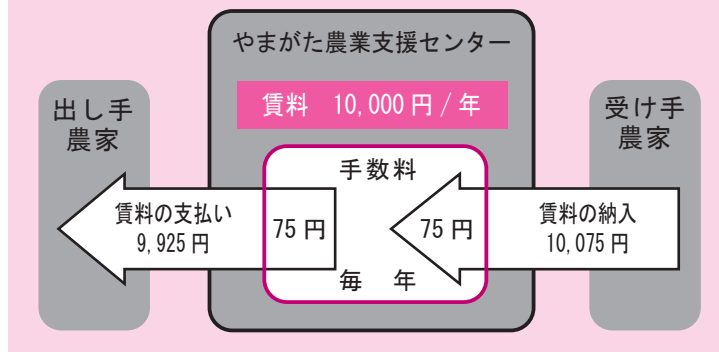 やまがた農業支援センター
賃料　10,000円/年
出し手
農家
受け手
農家
手数料
賃料の支払い
9,925円
75円
75円
賃料の納入
10,075円
毎　年